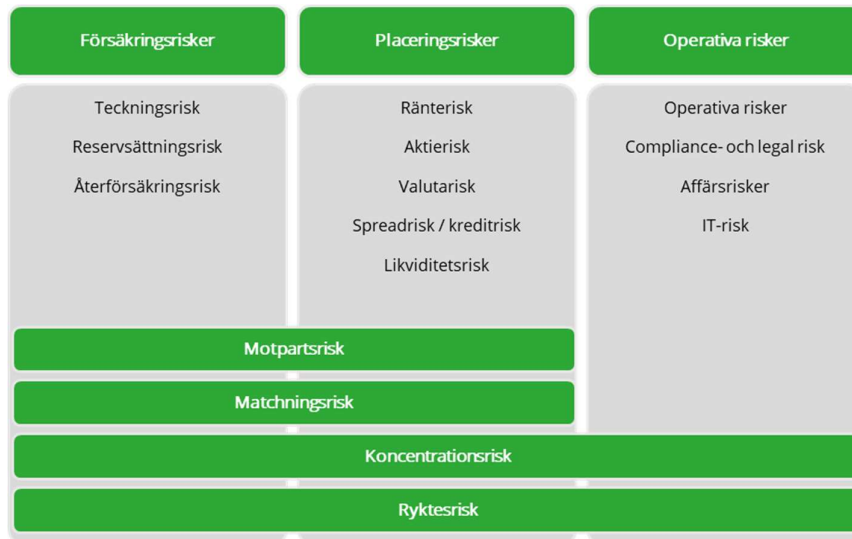 Försäkringsrisker
Placeringsrisker
Operativa risker
Teckningsrisk
Reservsättningsrisk
Återförsäkringsrisk
Ränterisk
Aktierisk
Valutarisk
Spreadrisk / kreditrisk
Likviditetsrisk
Operativa risker
Compliance- och legal risk
Affärsrisker
IT-risk
Motpartsrisk
Matchningsrisk
Koncentrationsrisk
Ryktesrisk